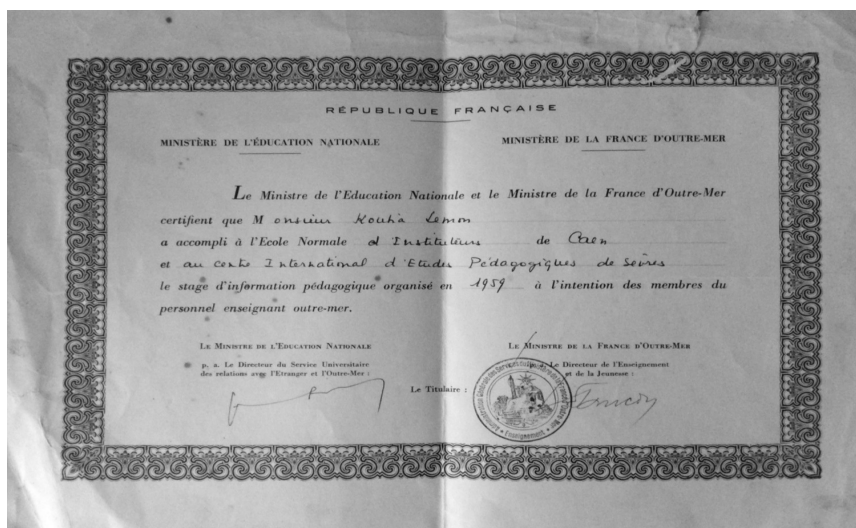 RÉPUBLIQUE FRANÇAISE
MINISTÈRE DE L'ÉDUCATION NATIONALE
MINISTÈRE DE LA FRANCE D'OUTRE-MER
Le Ministre de l'Education Nationale et le Ministre de la France d'Outre-Mer
certifient que Monsieur Kouha Lemon
a accompli à l'Ecole Normale d'Instituteurs de Caen
et au centre International d'Etudes Pédagogiques de Sèvres
le stage d'information pédagogique organisé en 1959 à l'intention des membres du
personnel enseignant outre-mer.
LE MINISTRE DE L'EDUCATION NATIONALE
p. a. Le Directeur du Service Universitaire
des relations avec l'Etranger et l'Outre-Mer :
LE MINISTRE DE LA FRANCE D'OUTRE-MER
Le Directeur de l'Enseignement
et de la Jeunesse :
Le Titulaire :
Enseignement